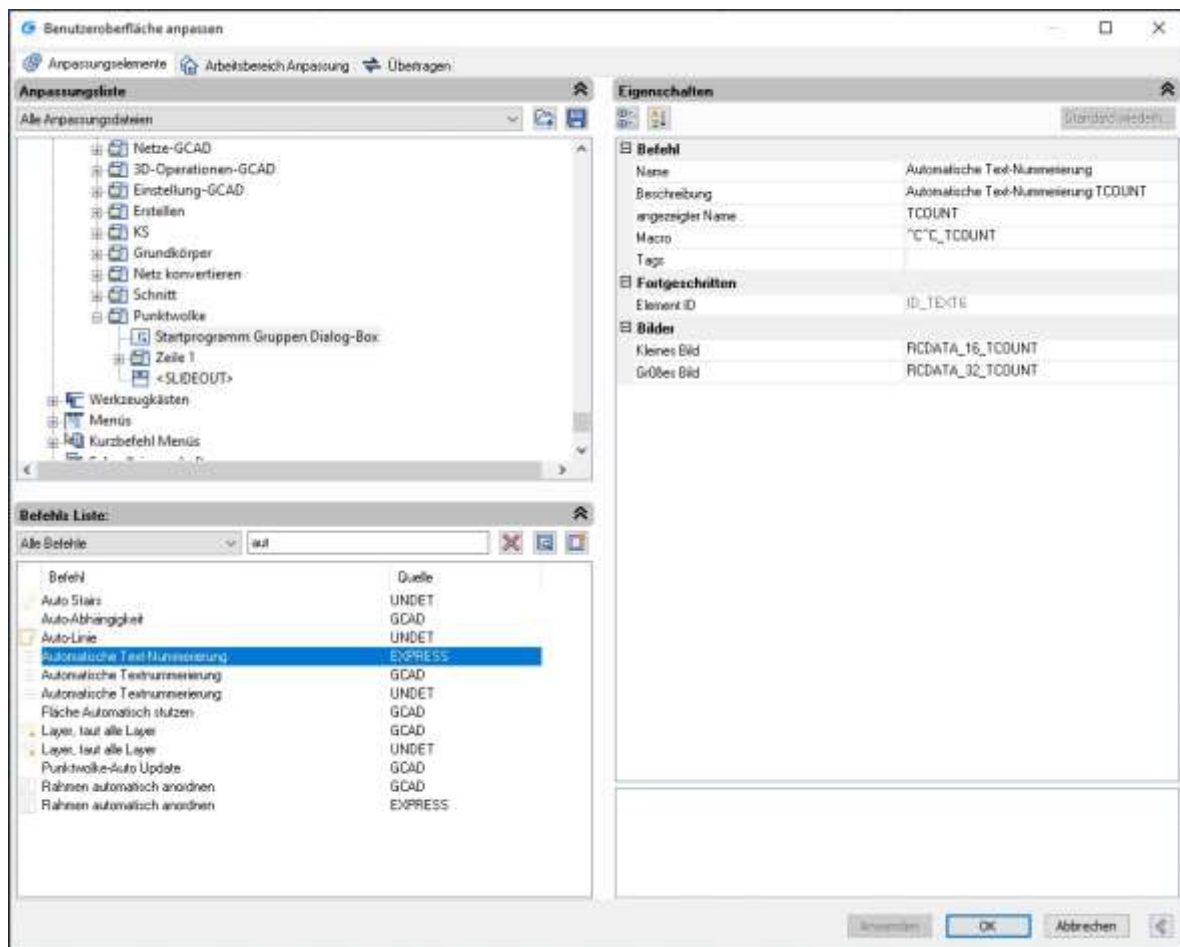 Benutzeroberfläche anpassen
Anpassungselemente Arbeitsbereich Anpassung Übertragen
Anpassungsliste
Alle Anpassungsdateien
Netze-GCAD
3D-Operationen-GCAD
Einstellung-GCAD
Erstellen
KS
Grundkörper
Netz konvertieren
Schnitt
Punktwolke
Startprogramm Gruppen Dialog-Box
Zeile 1
<SLIDEOUT>
Werkzeugkästen
Menüs
Kurzbefehl Menüs
Befehls Liste:
Alle Befehle aut
Befehl Quelle
Auto Stairs UNDET
Auto-Abhängigkeit GCAD
Auto-Linie UNDET
Automatische Text-Nummerierung EXPRESS
Automatische Textnummerierung GCAD
Automatische Textnummerierung UNDET
Fläche Automatisch stutzen GCAD
Layer, taut alle Layer GCAD
Layer, taut alle Layer UNDET
Punktwolke-Auto Update GCAD
Rahmen automatisch anordnen GCAD
Rahmen automatisch anordnen EXPRESS
Eigenschaften
Standard wiederh...
Befehl
Name Automatische Text-Nummerierung
Beschreibung Automatische Text-Nummerierung TCOUNT
angezeigter Name TCOUNT
Macro ^C^C_TCOUNT
Tags
Fortgeschritten
Element ID ID_TEXT6
Bilder
Kleines Bild RCDATA_16_TCOUNT
Größes Bild RCDATA_32_TCOUNT
Anwenden OK Abbrechen